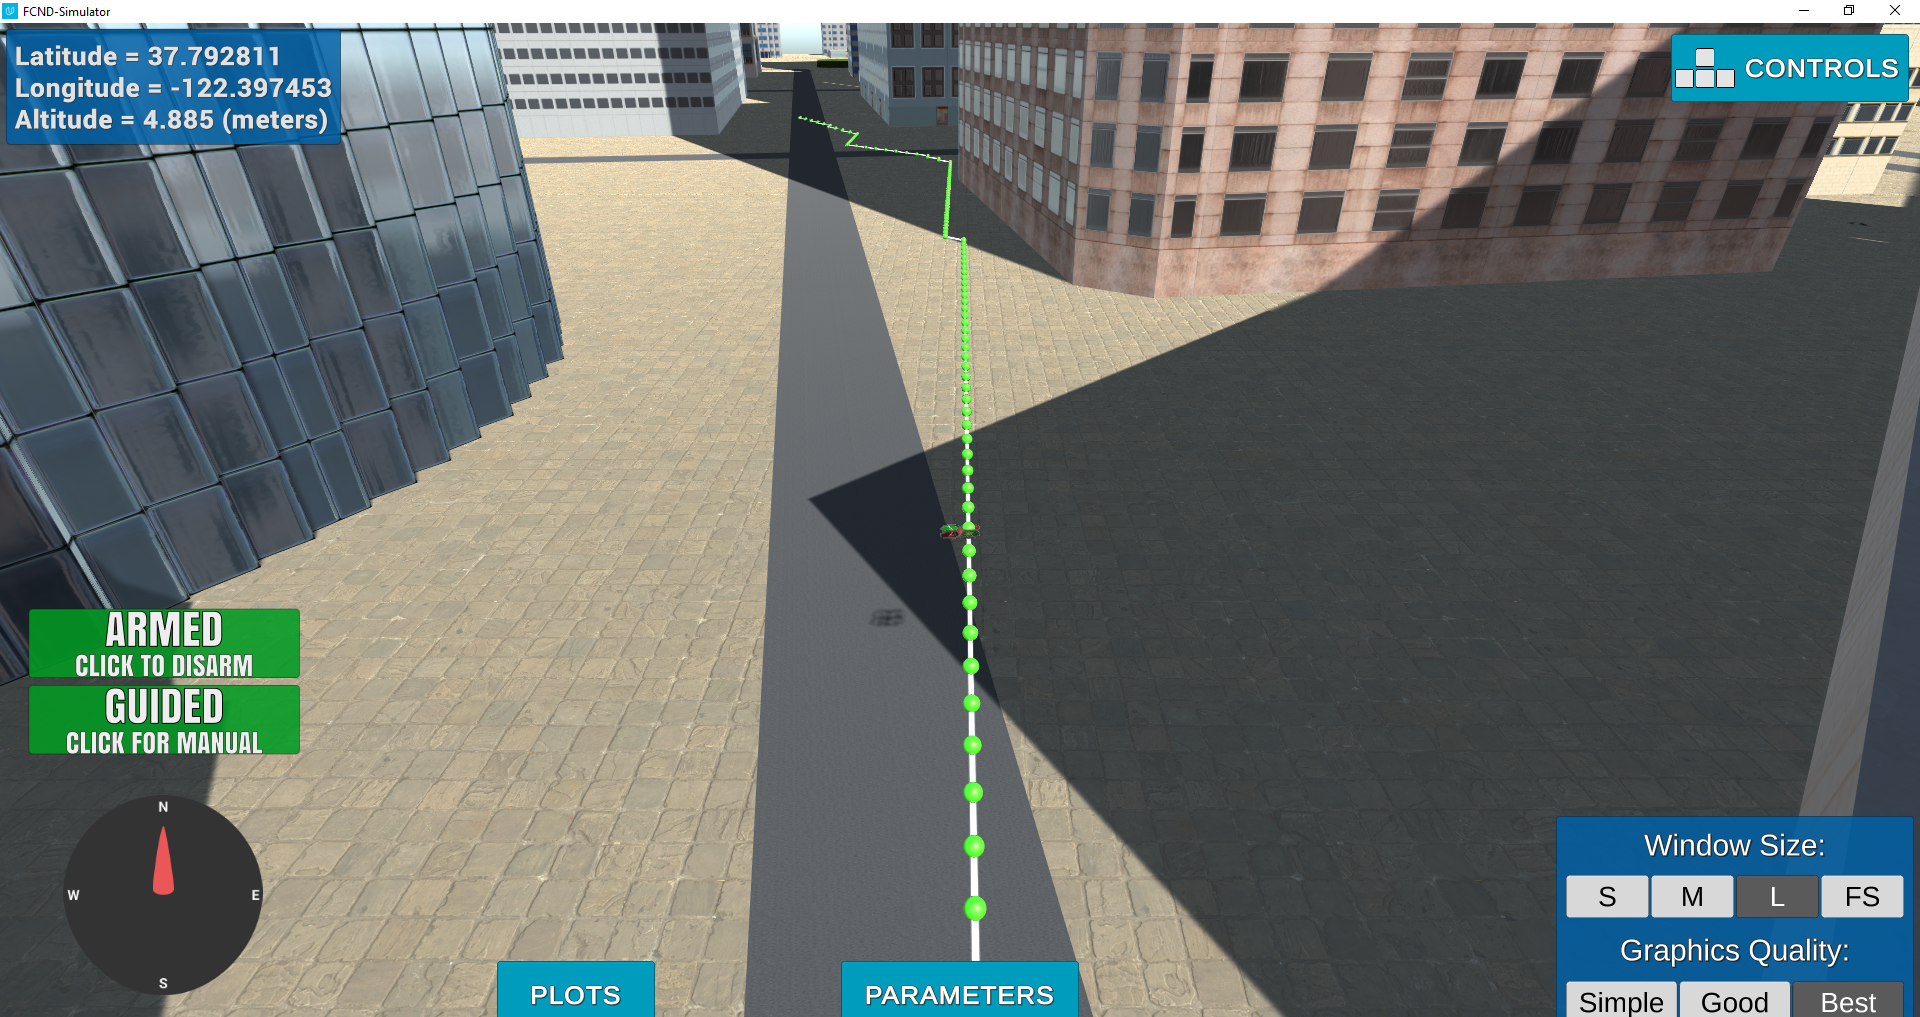 FCND-Simulator
Latitude = 37.792811
Longitude = -122.397453
Altitude = 4.885 (meters)
CONTROLS
ARMED
CLICK TO DISARM
GUIDED
CLICK FOR MANUAL
N
W
E
S
PLOTS
PARAMETERS
Window Size:
S M L FS
Graphics Quality:
Simple Good Best